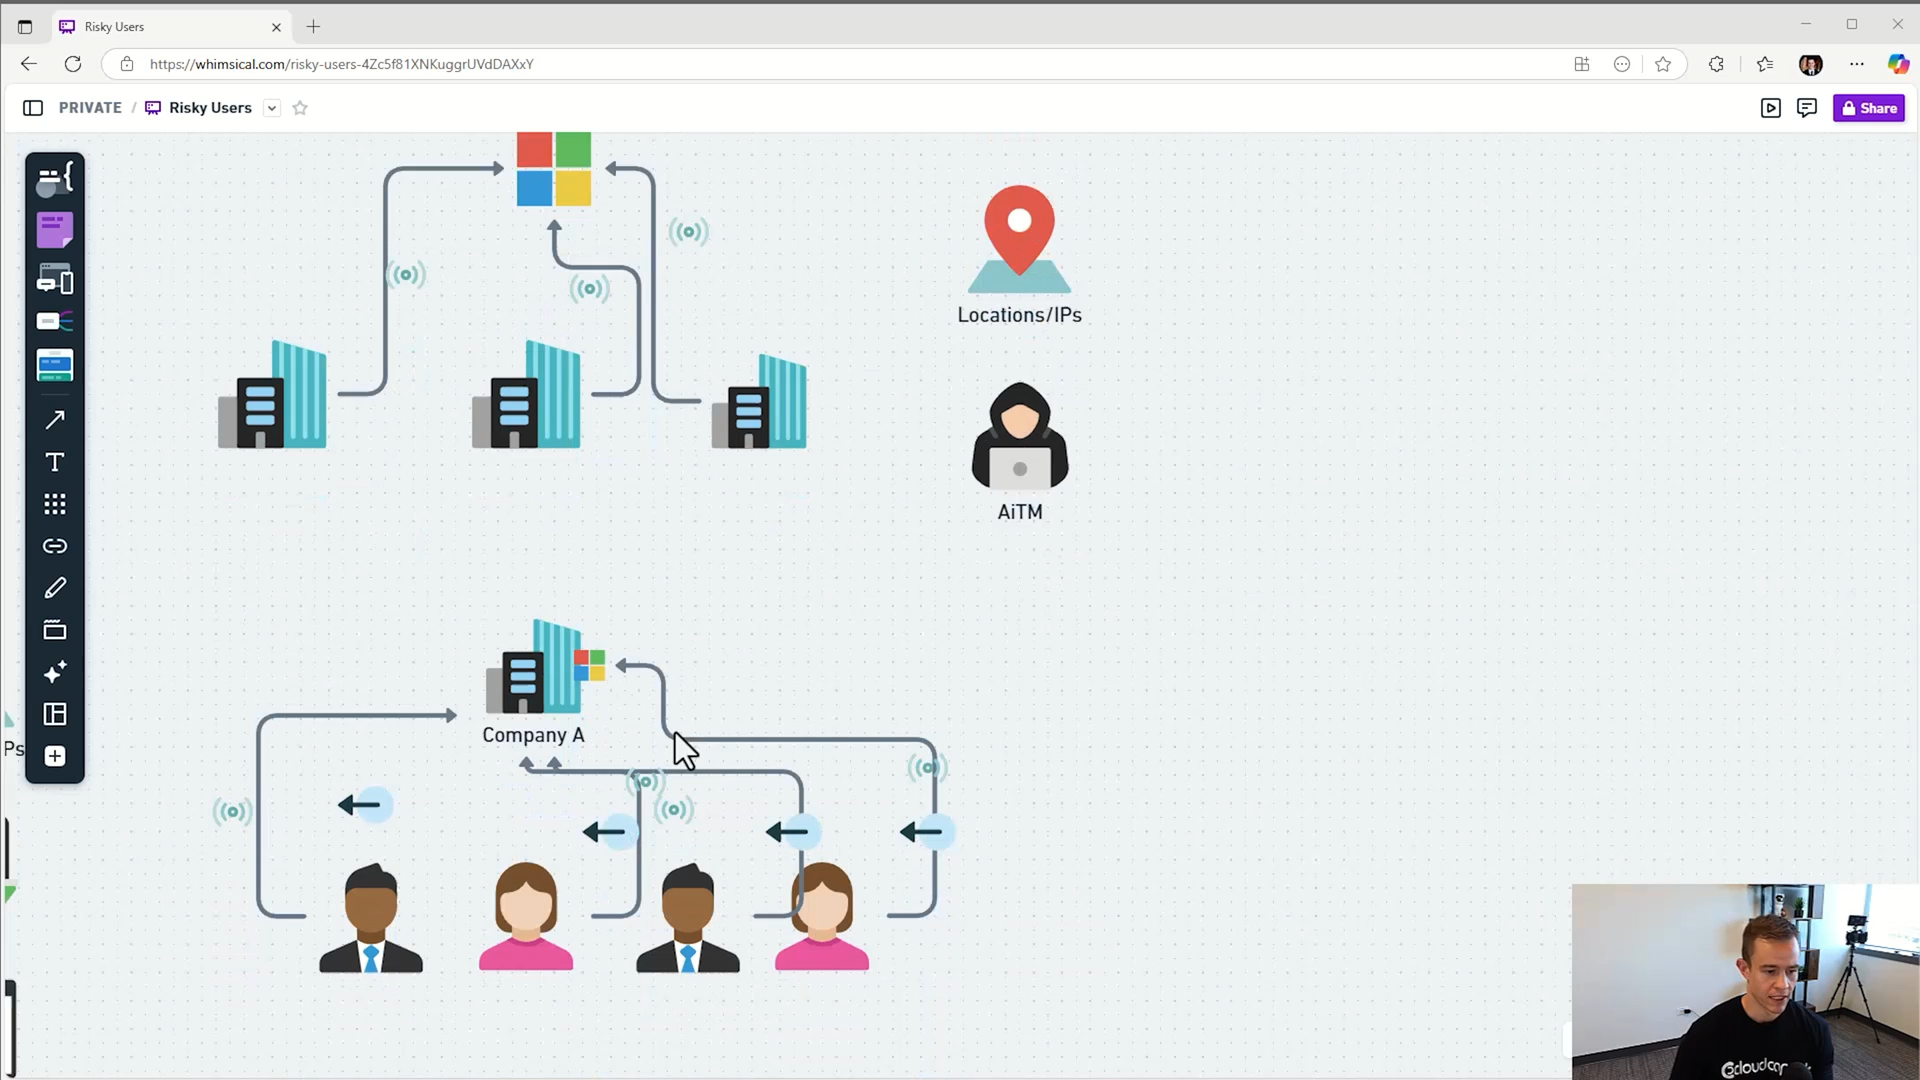 Risky Users
https://whimsical.com/risky-users-4Zc5f81XNKuggrUVdDAXxY
PRIVATE / Risky Users
Share
Locations/IPs
AiTM
Ps
Company A